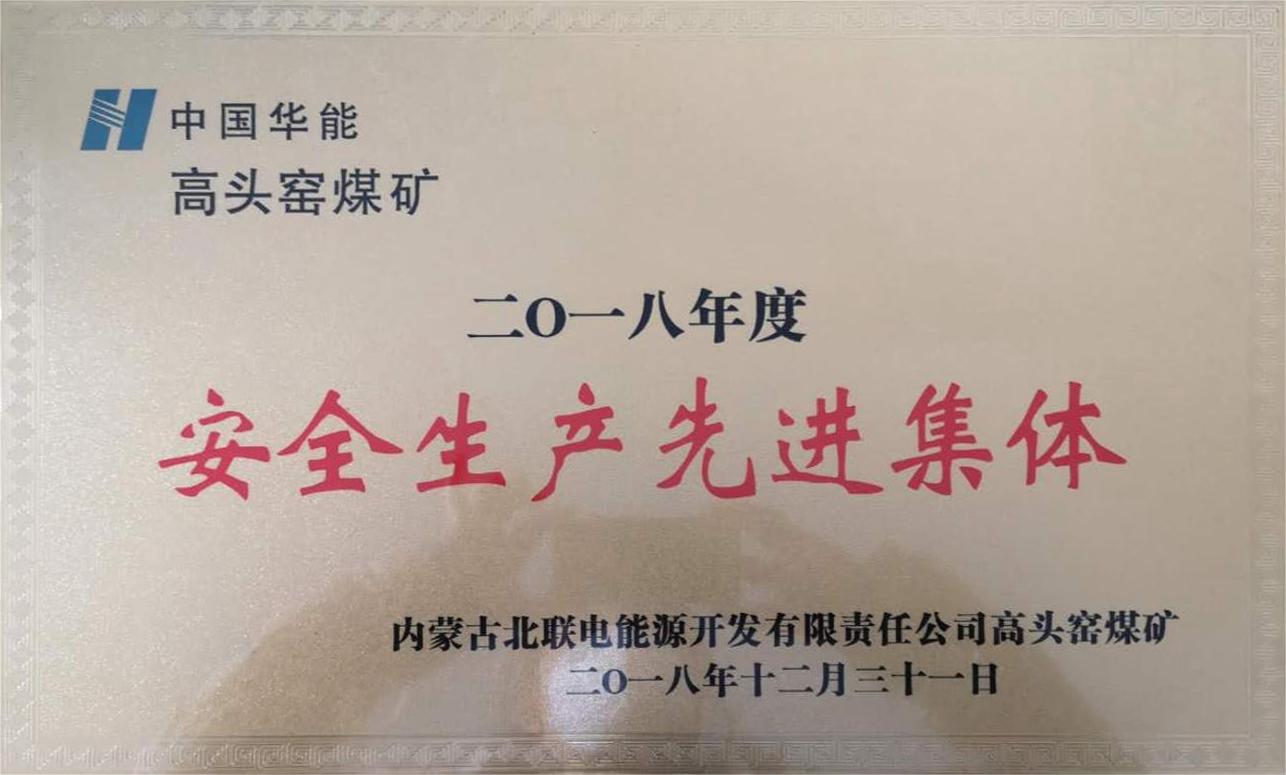 中国华能
高头窑煤矿
二〇一八年度
安全生产先进集体
内蒙古北联电能源开发有限责任公司高头窑煤矿
二〇一八年十二月三十一日